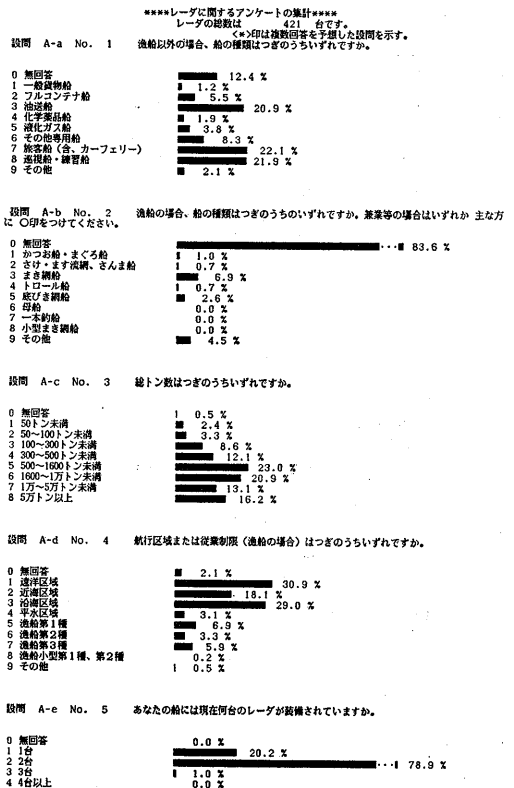 ****レーダに関するアンケートの集計****
レーダの総数は 421 台です。
<*>印は複数回答を予想した設問を示す。
設問 A-a No. 1 漁船以外の場合、船の種類はつぎのうちいずれですか。
0 無回答 12.4 %
1 一般貨物船 1.2 %
2 フルコンテナ船 5.5 %
3 油送船 20.9 %
4 化学薬品船 1.9 %
5 液化ガス船 3.8 %
6 その他専用船 8.3 %
7 旅客船(含、カーフェリー) 22.1 %
8 巡視船・練習船 21.9 %
9 その他 2.1 %
設問 A-b No. 2 漁船の場合、船の種類はつぎのうちのいずれですか。兼業等の場合はいずれか 主な方
に ○印をつけてください。
0 無回答 83.6 %
1 かつお船・まぐろ船 1.0 %
2 さけ・ます流網、さんま船 0.7 %
3 まき網船 6.9 %
4 トロール船 0.7 %
5 底びき網船 2.6 %
6 母船 0.0 %
7 一本釣船 0.0 %
8 小型まき網船 0.0 %
9 その他 4.5 %
設問 A-c No. 3 総トン数はつぎのうちいずれですか。
0 無回答 0.5 %
1 50トン未満 2.4 %
2 50〜100トン未満 3.3 %
3 100〜300トン未満 8.6 %
4 300〜500トン未満 12.1 %
5 500〜1600トン未満 23.0 %
6 1600〜1万トン未満 20.9 %
7 1万〜5万トン未満 13.1 %
8 5万トン以上 16.2 %
設問 A-d No. 4 航行区域または従業制限(漁船の場合)はつぎのうちいずれですか。
0 無回答 2.1 %
1 遠洋区域 30.9 %
2 近海区域 18.1 %
3 沿海区域 29.0 %
4 平水区域 3.1 %
5 漁船第1種 6.9 %
6 漁船第2種 3.3 %
7 漁船第3種 5.9 %
8 漁船小型第1種、第2種 0.2 %
9 その他 0.5 %
設問 A-e No. 5 あなたの船には現在何台のレーダが装備されていますか。
0 無回答 0.0 %
1 1台 20.2 %
2 2台 78.9 %
3 3台 1.0 %
4 4台以上 0.0 %